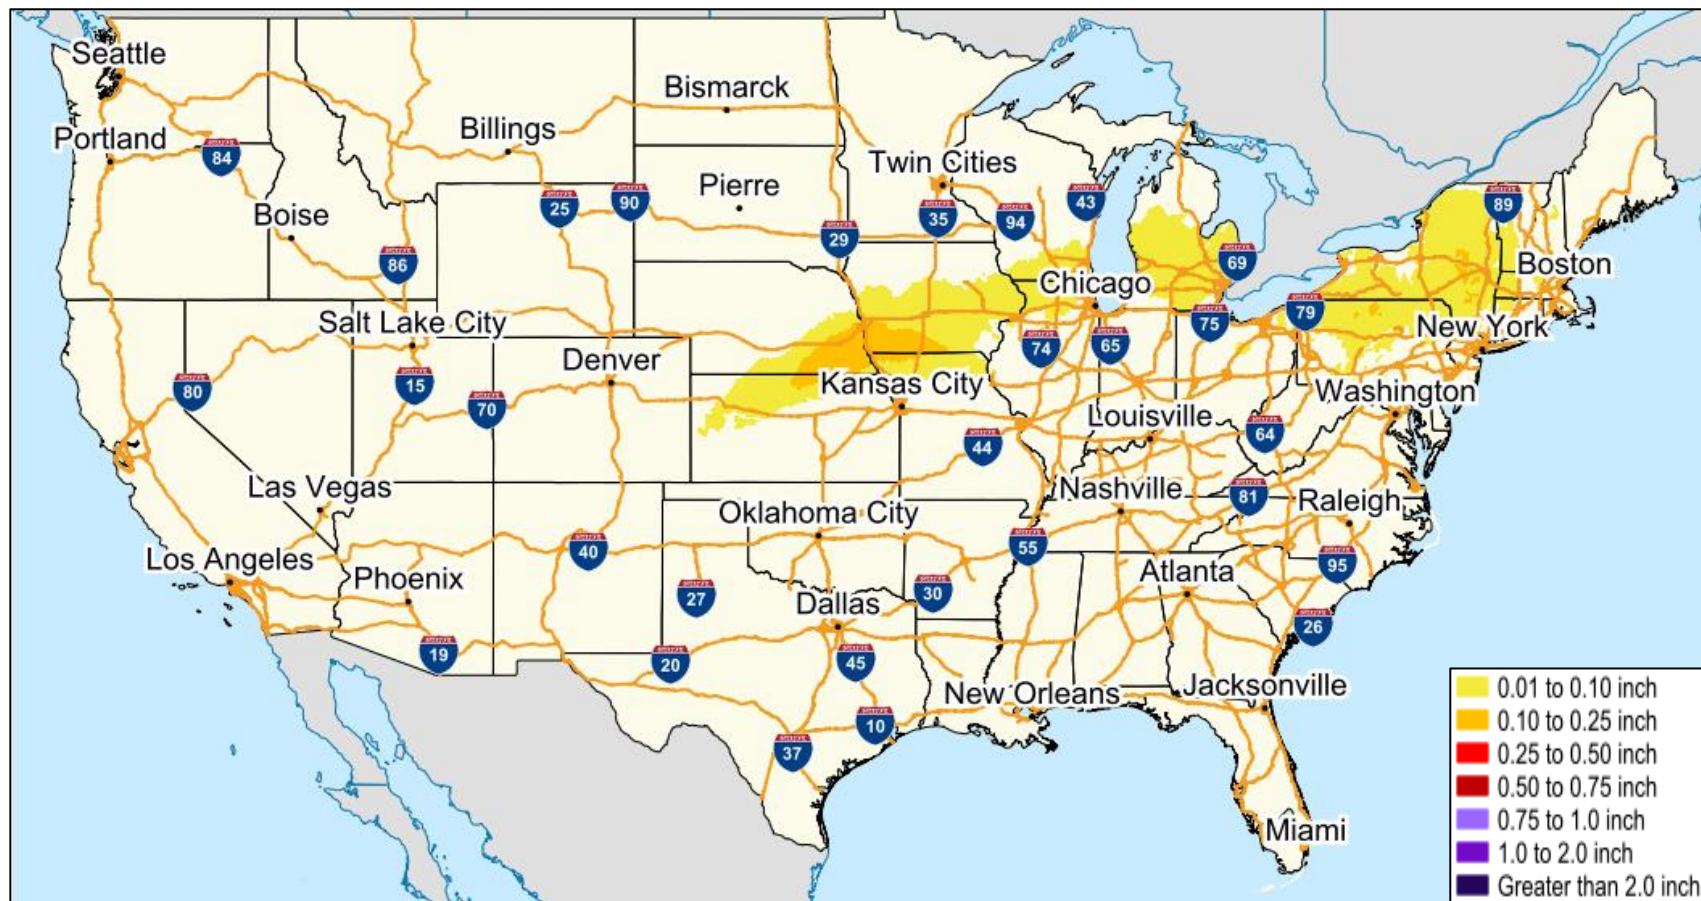 Seattle
Bismarck
Billings
Portland
84
Twin Cities
Pierre
25
90
43
89
Boise
35
94
29
86
69
Boston
Chicago
Salt Lake City
79
75
New York
Denver
74
65
80
15
Kansas City
Washington
70
Louisville
64
44
Las Vegas
Nashville
81
Raleigh
Oklahoma City
40
55
Los Angeles
Phoenix
95
Atlanta
27
30
Dallas
26
19
20
45
New Orleans
Jacksonville
10
37
Miami
0.01 to 0.10 inch
0.10 to 0.25 inch
0.25 to 0.50 inch
0.50 to 0.75 inch
0.75 to 1.0 inch
1.0 to 2.0 inch
Greater than 2.0 inch